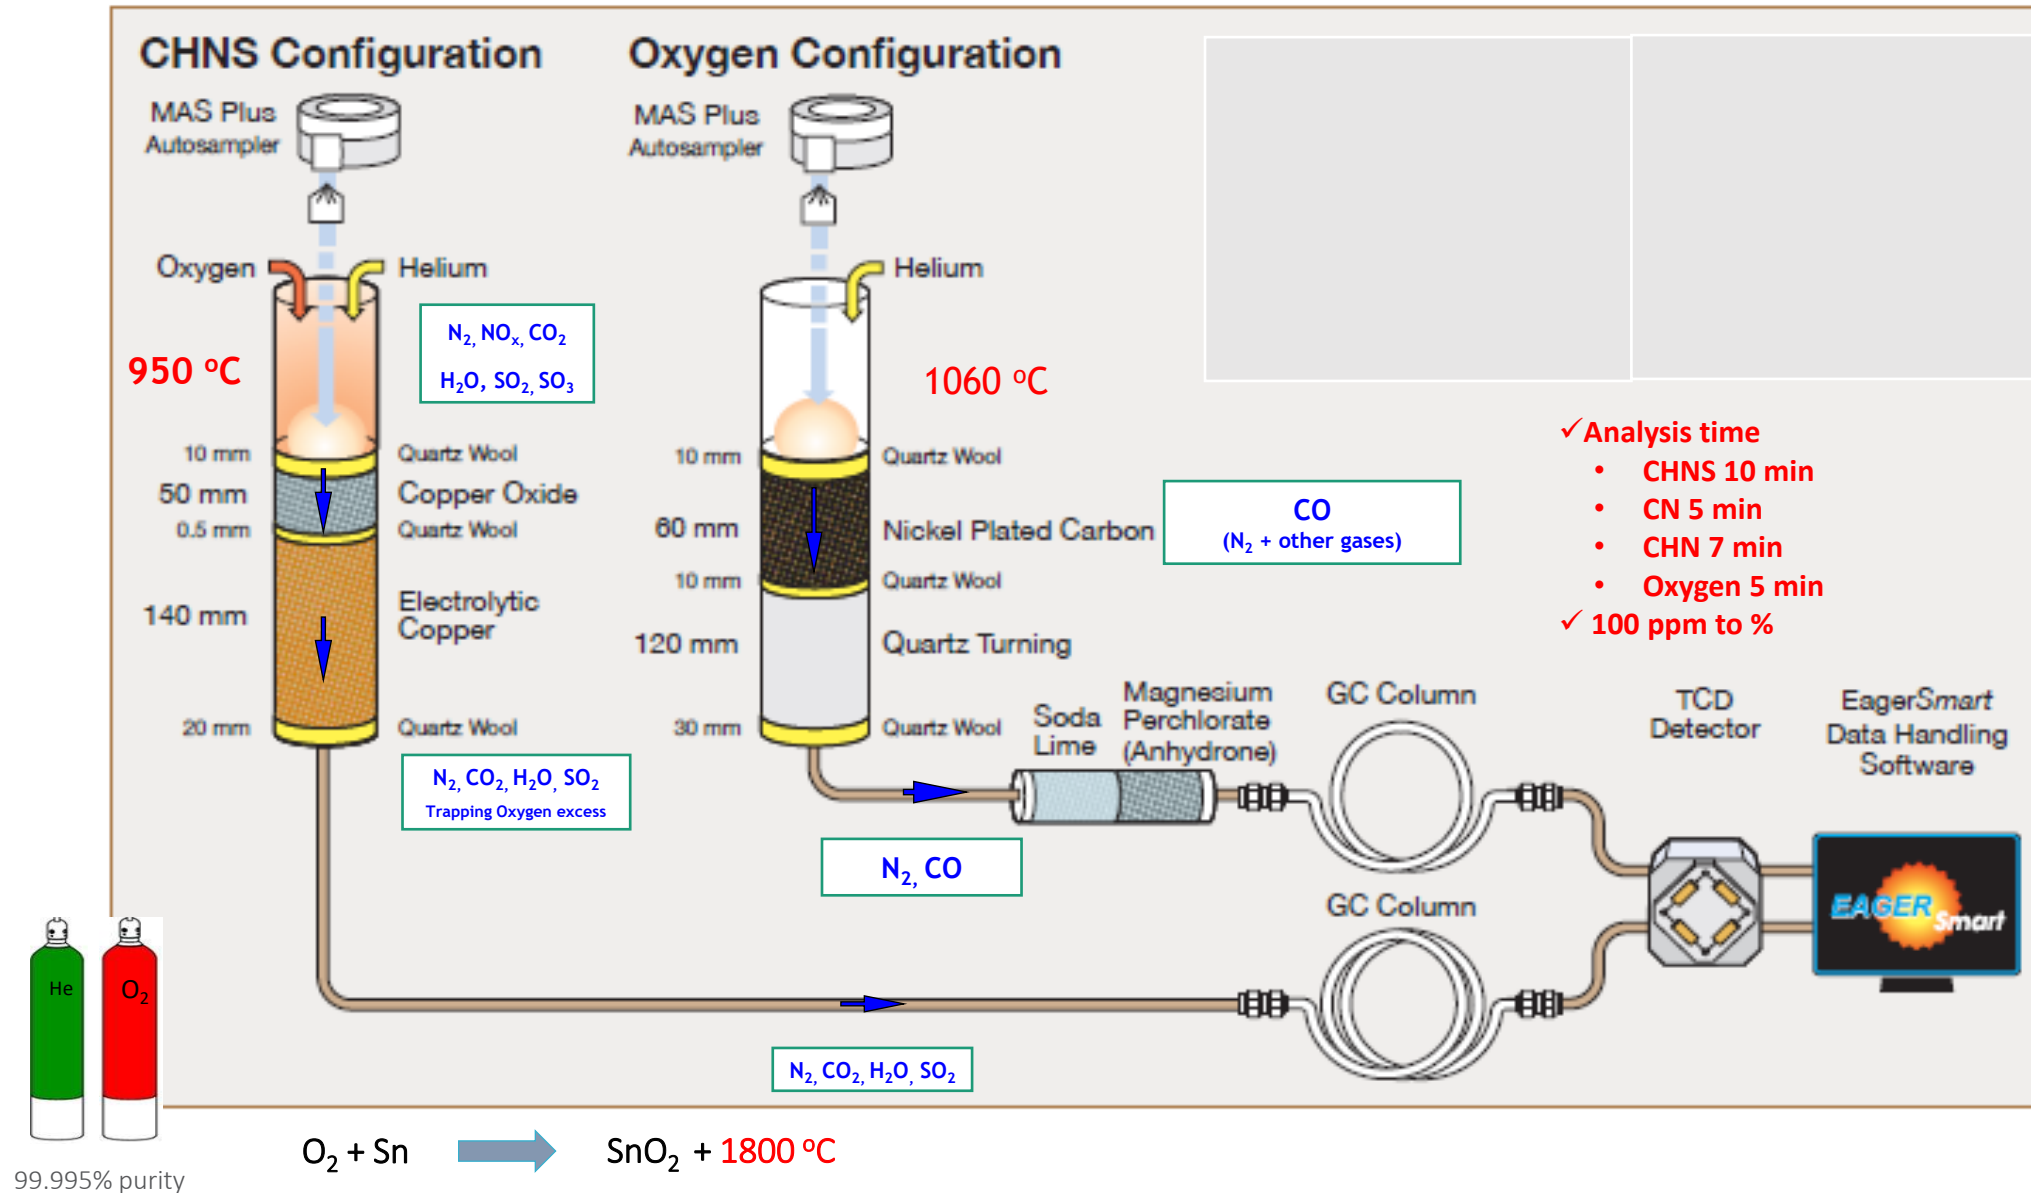 CHNS Configuration
MAS Plus
Autosampler
Oxygen
Helium
950 °C
N₂, NOₓ, CO₂
H₂O, SO₂, SO₃
10 mm
Quartz Wool
50 mm
Copper Oxide
0.5 mm
Quartz Wool
140 mm
Electrolytic
Copper
20 mm
Quartz Wool
N₂, CO₂, H₂O, SO₂
Trapping Oxygen excess
Oxygen Configuration
MAS Plus
Autosampler
Helium
1060 °C
10 mm
Quartz Wool
60 mm
Nickel Plated Carbon
CO
(N₂ + other gases)
10 mm
Quartz Wool
120 mm
Quartz Turning
30 mm
Quartz Wool
Soda
Lime
Magnesium
Perchlorate
(Anhydrone)
N₂, CO
✓Analysis time
• CHNS 10 min
• CN 5 min
• CHN 7 min
• Oxygen 5 min
✓ 100 ppm to %
GC Column
TCD
Detector
EagerSmart
Data Handling
Software
GC Column
EAGER
Smart
N₂, CO₂, H₂O, SO₂
He
O₂
99.995% purity
O₂ + Sn
SnO₂ + 1800 °C